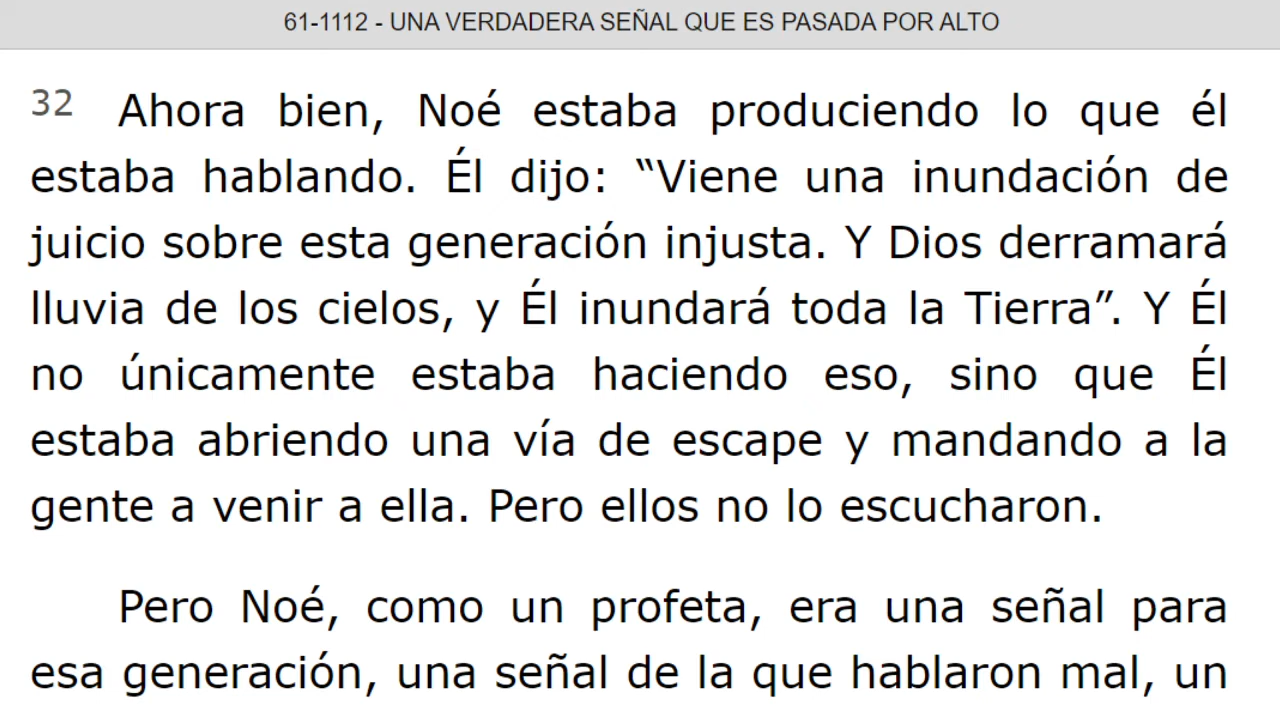 61-1112 - UNA VERDADERA SEÑAL QUE ES PASADA POR ALTO
32 Ahora bien, Noé estaba produciendo lo que él
estaba hablando. Él dijo: “Viene una inundación de
juicio sobre esta generación injusta. Y Dios derramará
lluvia de los cielos, y Él inundará toda la Tierra”. Y Él
no únicamente estaba haciendo eso, sino que Él
estaba abriendo una vía de escape y mandando a la
gente a venir a ella. Pero ellos no lo escucharon.
Pero Noé, como un profeta, era una señal para
esa generación, una señal de la que hablaron mal, un